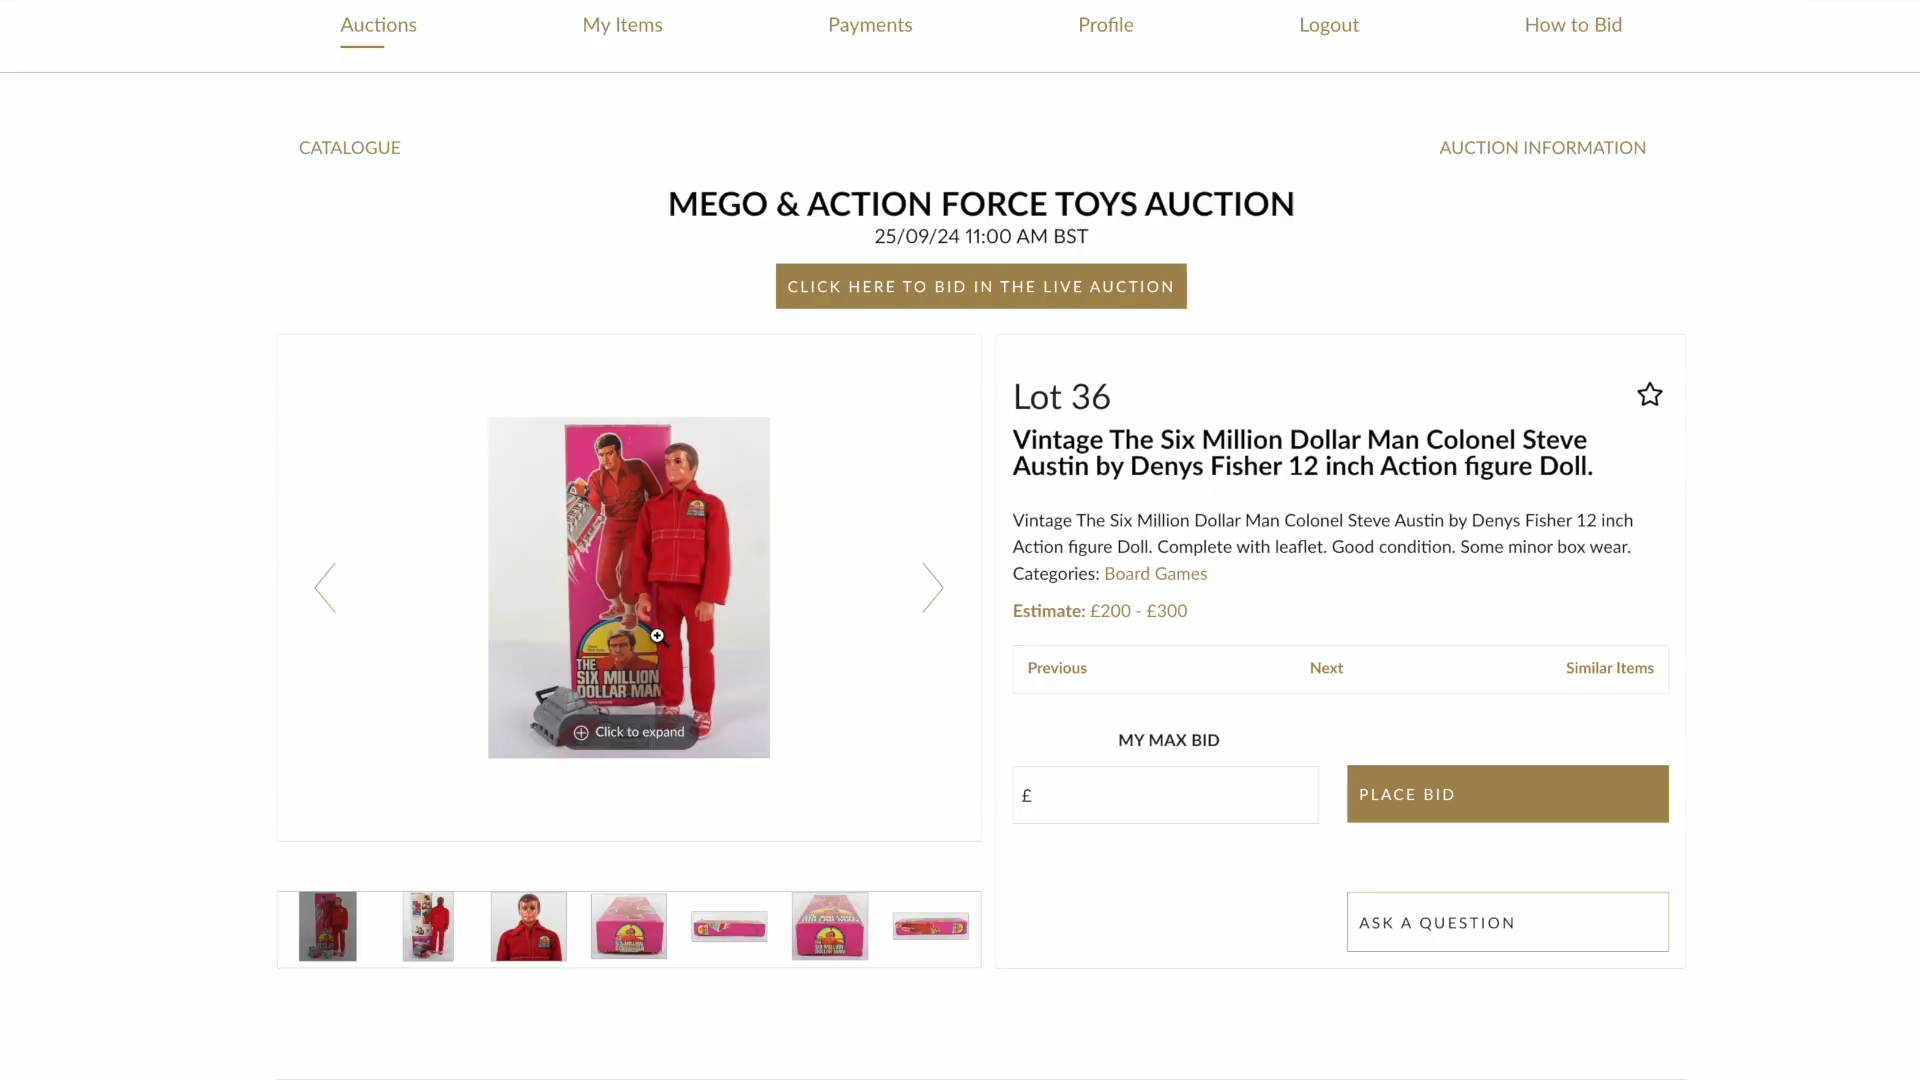 Auctions
My Items
Payments
Profile
Logout
How to Bid
CATALOGUE
AUCTION INFORMATION
MEGO & ACTION FORCE TOYS AUCTION
25/09/24 11:00 AM BST
CLICK HERE TO BID IN THE LIVE AUCTION
THE
SIX MILLION
DOLLAR MAN
Click to expand
Lot 36
Vintage The Six Million Dollar Man Colonel Steve
Austin by Denys Fisher 12 inch Action figure Doll.
Vintage The Six Million Dollar Man Colonel Steve Austin by Denys Fisher 12 inch
Action figure Doll. Complete with leaflet. Good condition. Some minor box wear.
Categories: Board Games
Estimate: £200 - £300
Previous
Next
Similar Items
MY MAX BID
£
PLACE BID
ASK A QUESTION